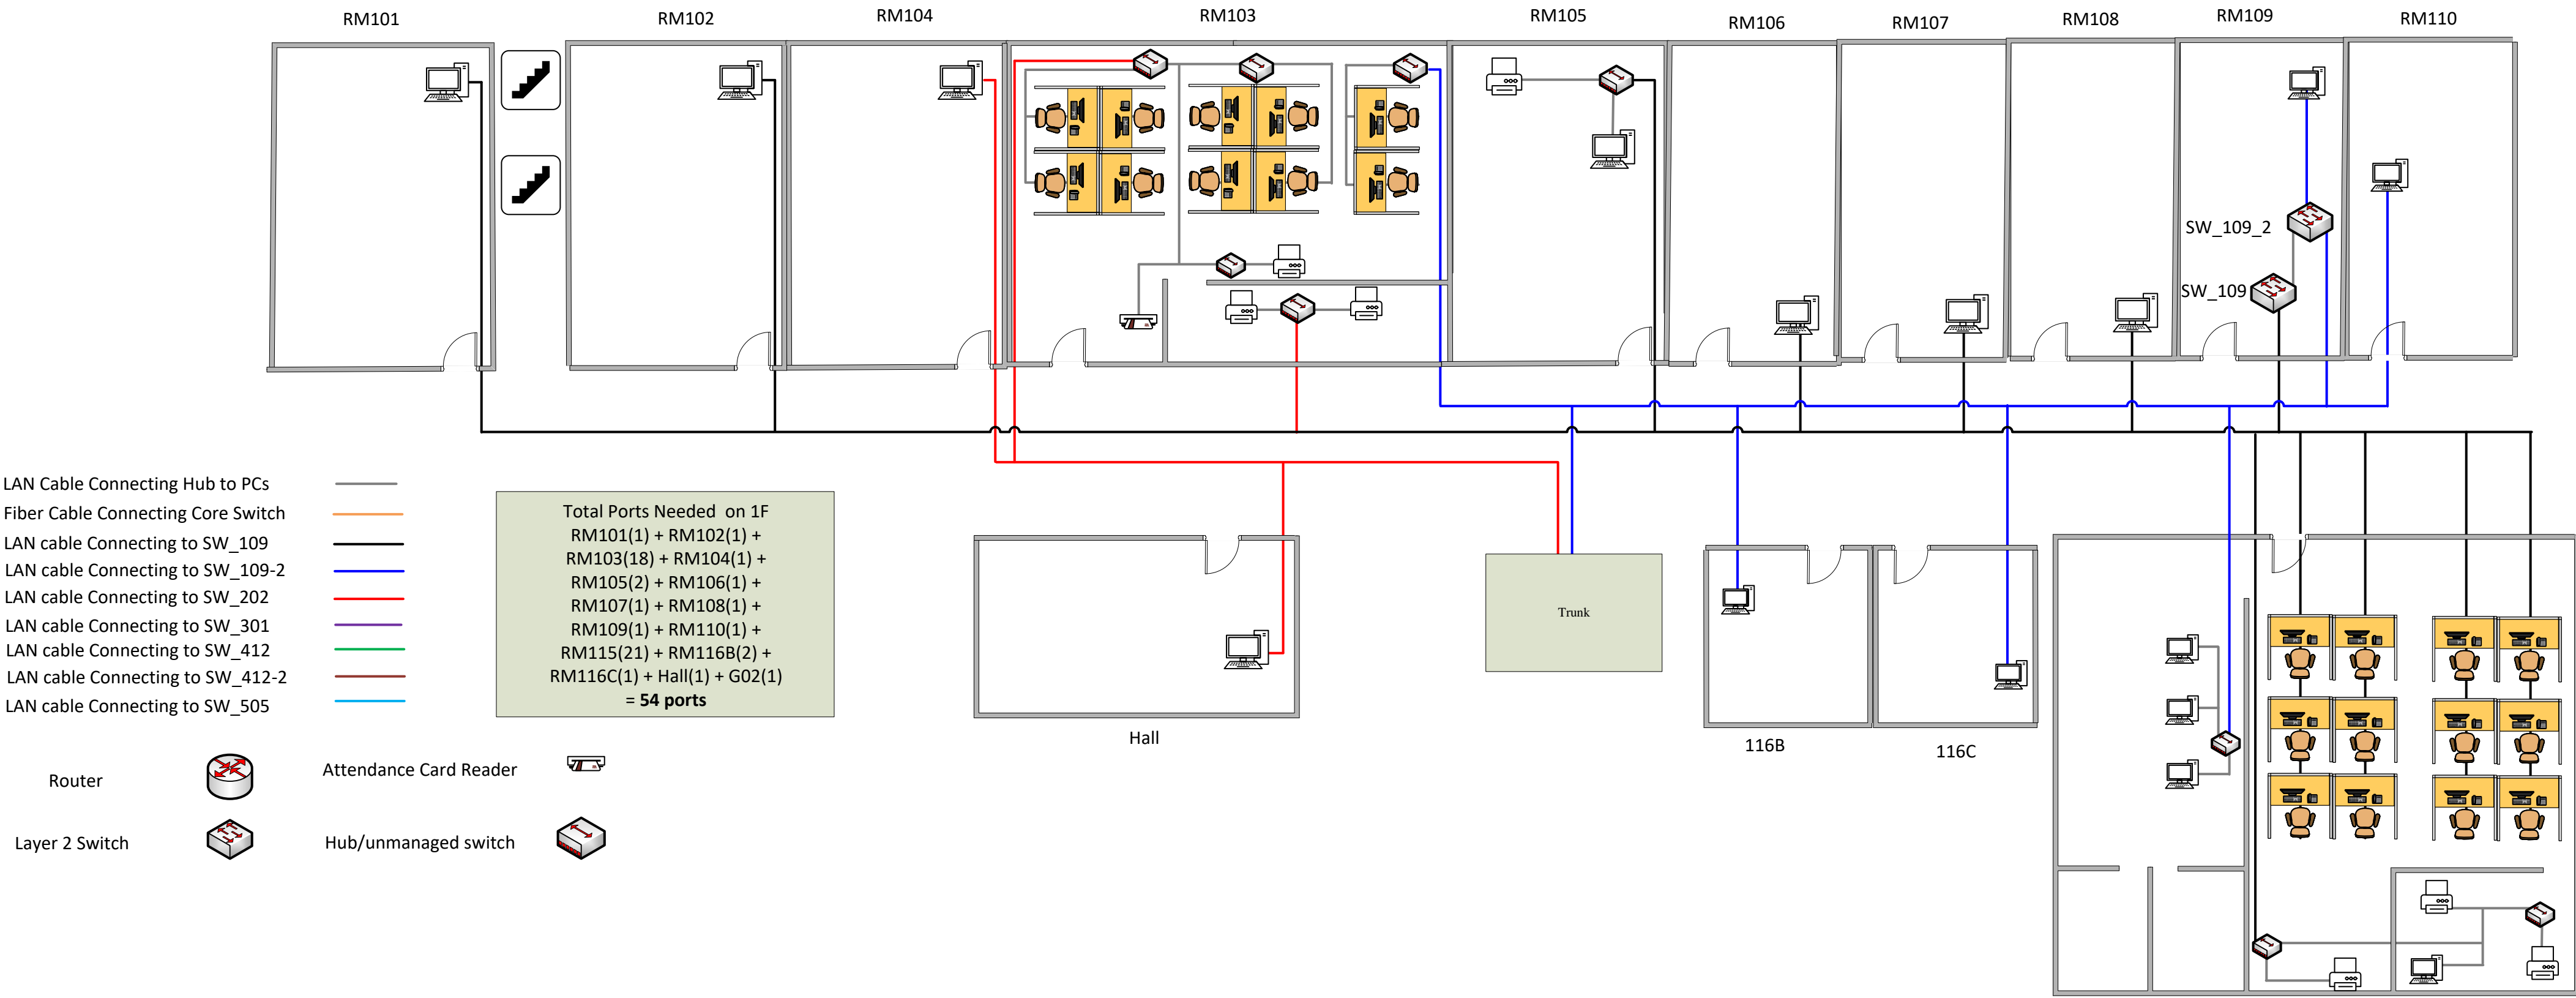 RM101
RM102
RM104
RM103
RM105
RM106
RM107
RM108
RM109
RM110
SW_109_2
SW_109
LAN Cable Connecting Hub to PCs
Fiber Cable Connecting Core Switch
LAN cable Connecting to SW_109
LAN cable Connecting to SW_109-2
LAN cable Connecting to SW_202
LAN cable Connecting to SW_301
LAN cable Connecting to SW_412
LAN cable Connecting to SW_412-2
LAN cable Connecting to SW_505
Total Ports Needed on 1F
RM101(1) + RM102(1) +
RM103(18) + RM104(1) +
RM105(2) + RM106(1) +
RM107(1) + RM108(1) +
RM109(1) + RM110(1) +
RM115(21) + RM116B(2) +
RM116C(1) + Hall(1) + G02(1)
= 54 ports
Trunk
Hall
116B
116C
Router
Attendance Card Reader
Layer 2 Switch
Hub/unmanaged switch